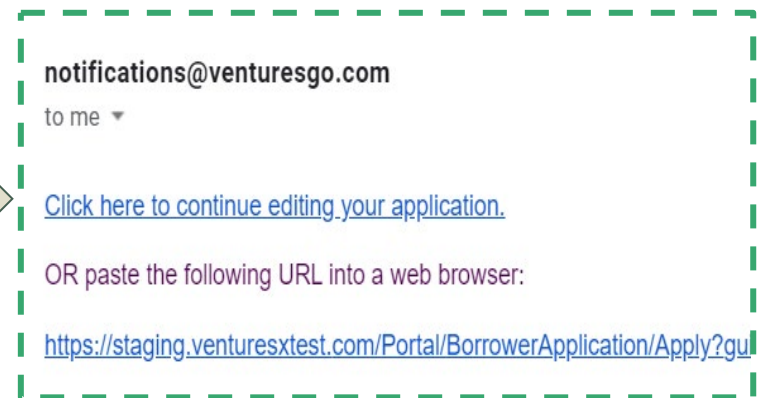 notifications@venturesgo.com
to me
Click here to continue editing your application.
OR paste the following URL into a web browser:
https://staging.venturesxtest.com/Portal/BorrowerApplication/Apply?gu